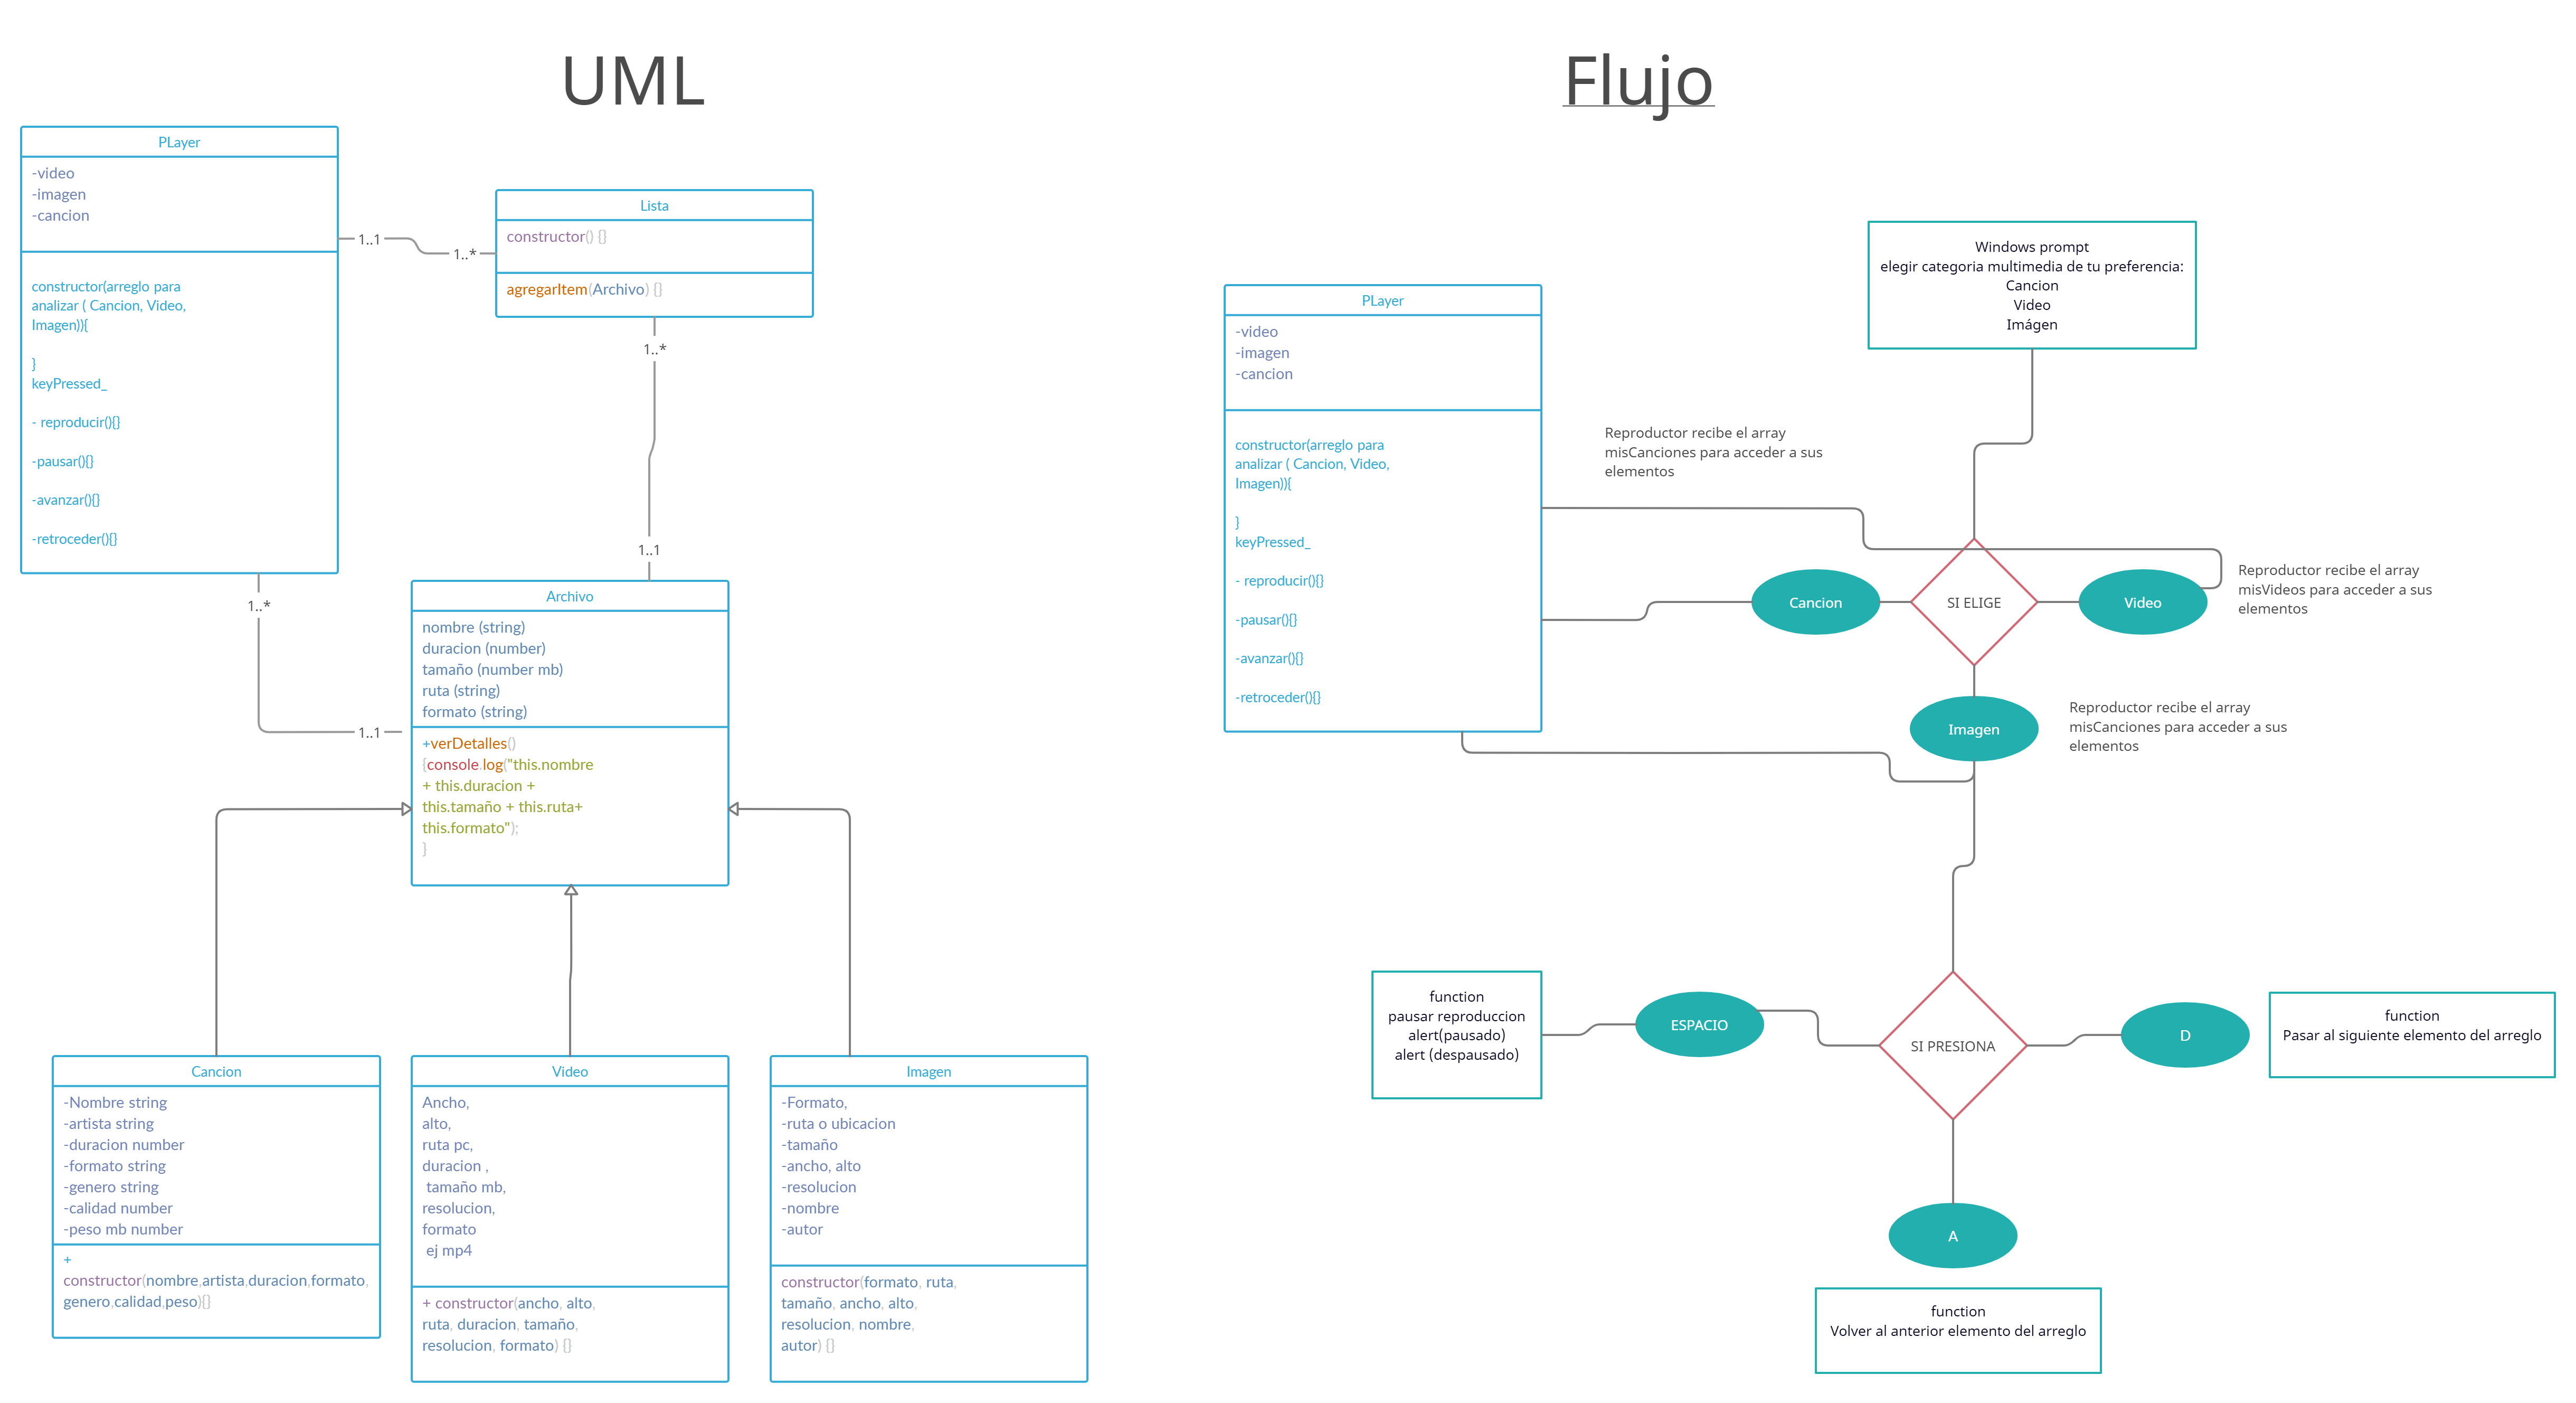 UML
PLayer
-video
-imagen
-cancion
constructor(arreglo para
analizar ( Cancion, Video,
Imagen)){
}
keyPressed_
- reproducir(){}
-pausar(){}
-avanzar(){}
-retroceder(){}
1..1
1..*
Lista
constructor() {}
agregarItem(Archivo) {}
1..*
1..1
1..*
1..1
Archivo
nombre (string)
duracion (number)
tamaño (number mb)
ruta (string)
formato (string)
+verDetalles()
{console.log("this.nombre
+ this.duracion +
this.tamaño + this.ruta+
this.formato");
}
Cancion
-Nombre string
-artista string
-duracion number
-formato string
-genero string
-calidad number
-peso mb number
+
constructor(nombre,artista,duracion,formato,
genero,calidad,peso){}
Video
Ancho,
alto,
ruta pc,
duracion ,
tamaño mb,
resolucion,
formato
ej mp4
+ constructor(ancho, alto,
ruta, duracion, tamaño,
resolucion, formato) {}
Imagen
-Formato,
-ruta o ubicacion
-tamaño
-ancho, alto
-resolucion
-nombre
-autor
constructor(formato, ruta,
tamaño, ancho, alto,
resolucion, nombre,
autor) {}
Flujo
PLayer
-video
-imagen
-cancion
constructor(arreglo para
analizar ( Cancion, Video,
Imagen)){
}
keyPressed_
- reproducir(){}
-pausar(){}
-avanzar(){}
-retroceder(){}
Windows prompt
elegir categoria multimedia de tu preferencia:
Cancion
Video
Imágen
Reproductor recibe el array
misCanciones para acceder a sus
elementos
Cancion
SI ELIGE
Video
Reproductor recibe el array
misVideos para acceder a sus
elementos
Imagen
Reproductor recibe el array
misCanciones para acceder a sus
elementos
function
pausar reproduccion
alert(pausado)
alert (despausado)
ESPACIO
SI PRESIONA
D
function
Pasar al siguiente elemento del arreglo
A
function
Volver al anterior elemento del arreglo